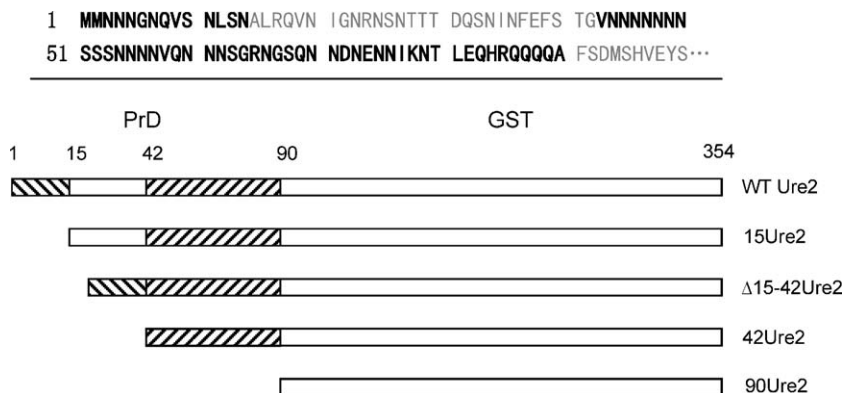 1 MMNNNGNQVS NLSNALRQVN IGNRNSNTTT DQSNINFEFS TGVNNNNNNN
51 SSSNNNNVQN NNSGRNGSQN NDNENNIKNT LEQHRQQQQA FSDMSHVEYS…
PrD GST
1 15 42 90 354
WT Ure2
15Ure2
Δ15-42Ure2
42Ure2
90Ure2